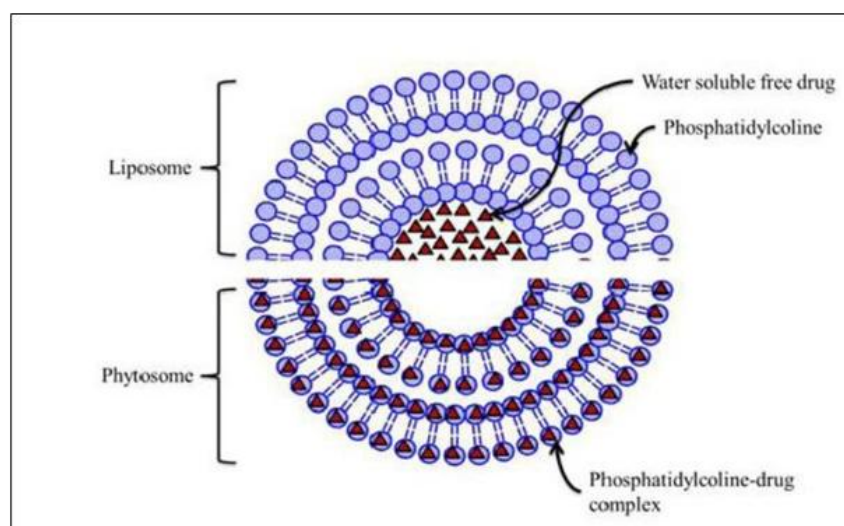 Water soluble free drug
Phosphatidylcoline
Liposome
Phytosome
Phosphatidylcoline-drug
complex